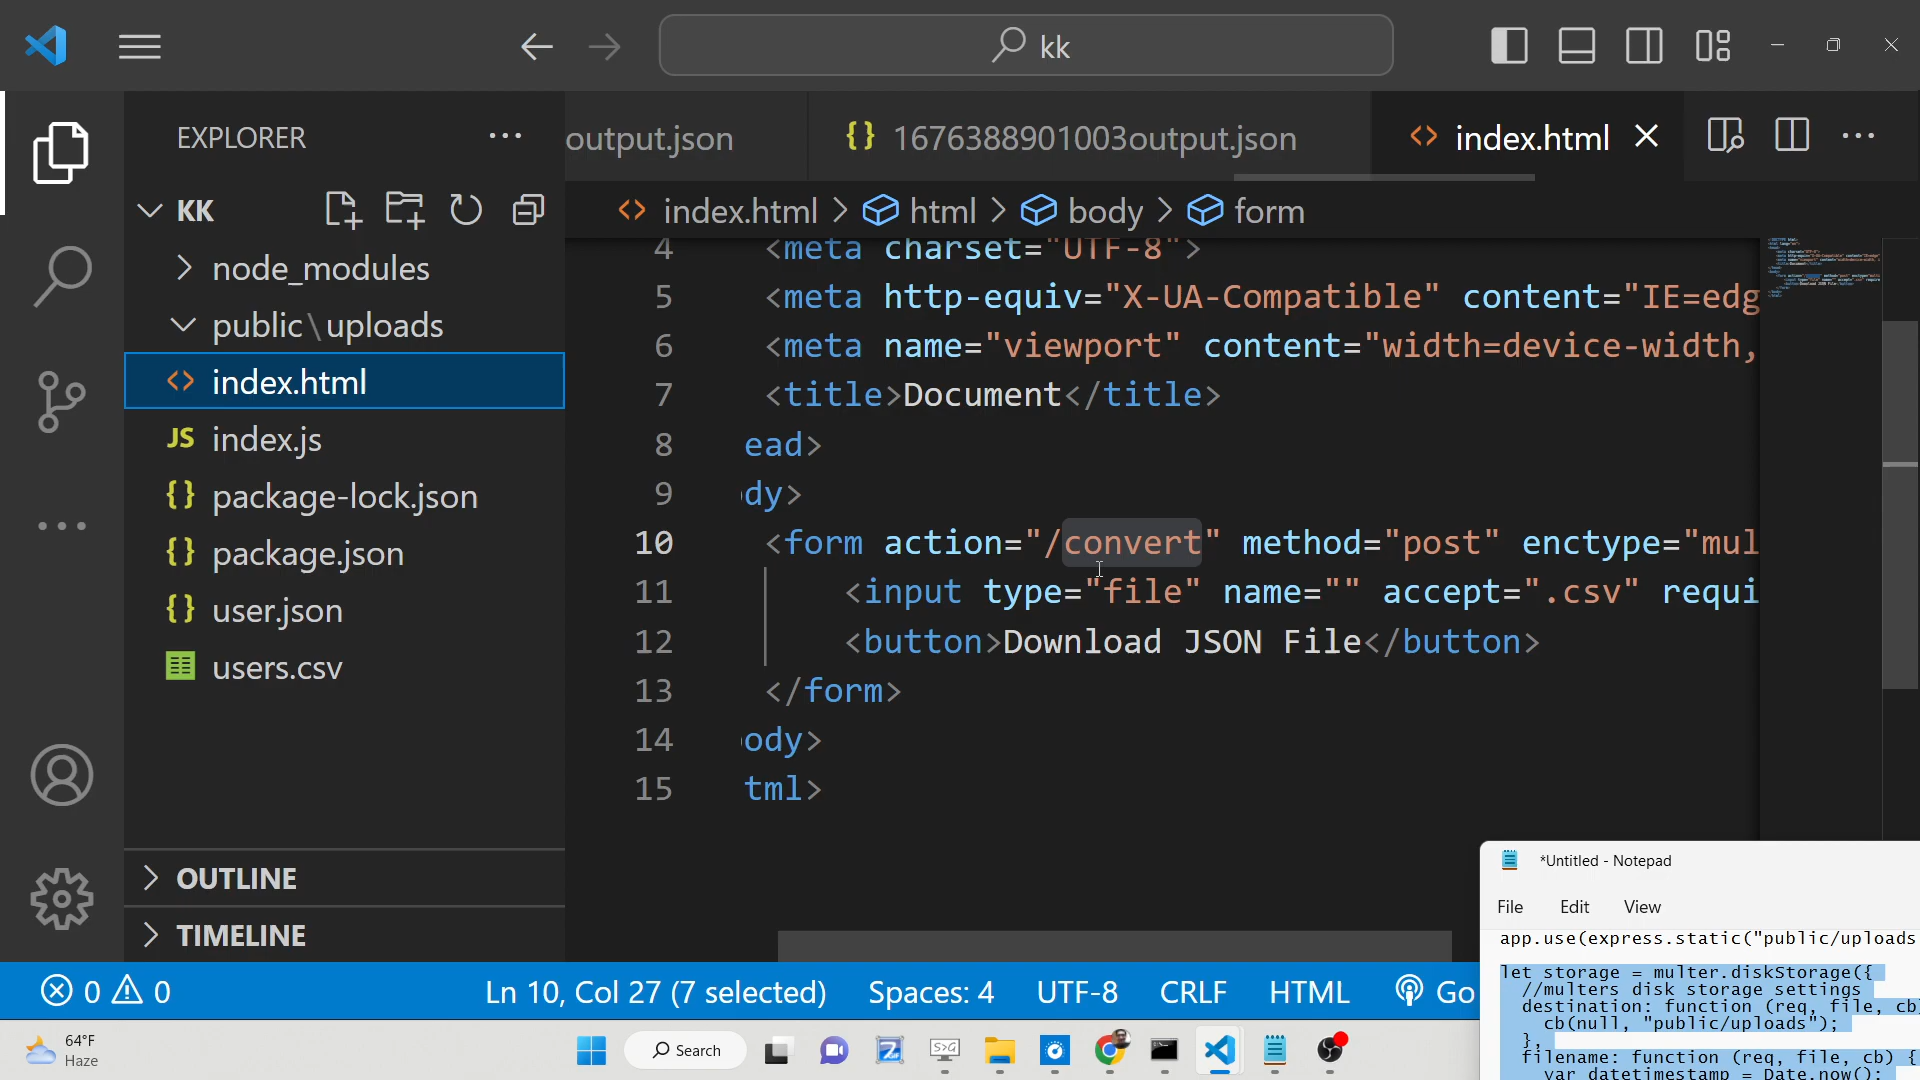 kk
EXPLORER
output.json
1676388901003output.json
index.html
KK
index.html > html > body > form
node_modules
public\uploads
index.html
index.js
package-lock.json
package.json
user.json
users.csv
4 <meta charset="UTF-8">
5 <meta http-equiv="X-UA-Compatible" content="IE=edg
6 <meta name="viewport" content="width=device-width,
7 <title>Document</title>
8 ead>
9 dy>
10 <form action="/convert" method="post" enctype="mul
11 <input type="file" name="" accept=".csv" requi
12 <button>Download JSON File</button>
13 </form>
14 ody>
15 tml>
OUTLINE
TIMELINE
0 0
Ln 10, Col 27 (7 selected)
Spaces: 4
UTF-8
CRLF
HTML
Go
*Untitled - Notepad
File Edit View
app.use(express.static("public/uploads
let storage = multer.diskStorage({
//multers disk storage settings
destination: function (req, file, cb)
cb(null, "public/uploads");
},
filename: function (req, file, cb) {
var datetimestamp = Date.now();
64°F
Haze
Search